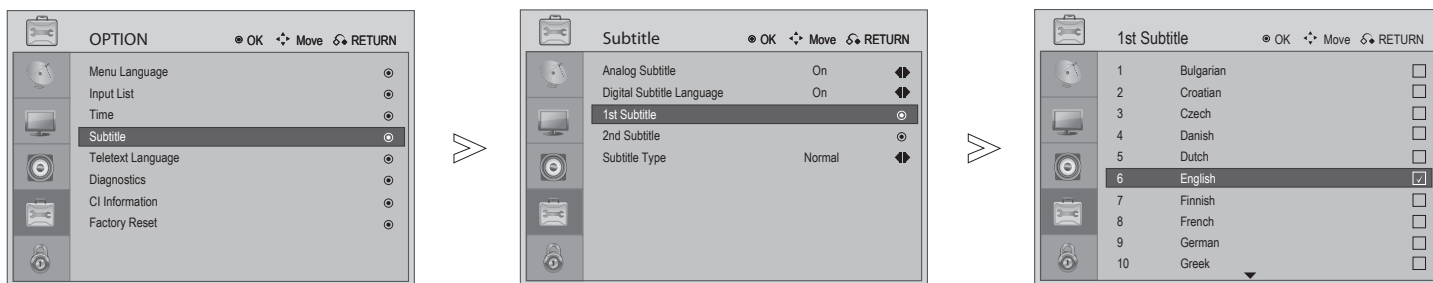 OPTION OK Move RETURN
Menu Language
Input List
Time
Subtitle
Teletext Language
Diagnostics
CI Information
Factory Reset
>
Subtitle OK Move RETURN
Analog Subtitle On
Digital Subtitle Language On
1st Subtitle
2nd Subtitle
Subtitle Type Normal
>
1st Subtitle OK Move RETURN
1 Bulgarian
2 Croatian
3 Czech
4 Danish
5 Dutch
6 English
7 Finnish
8 French
9 German
10 Greek